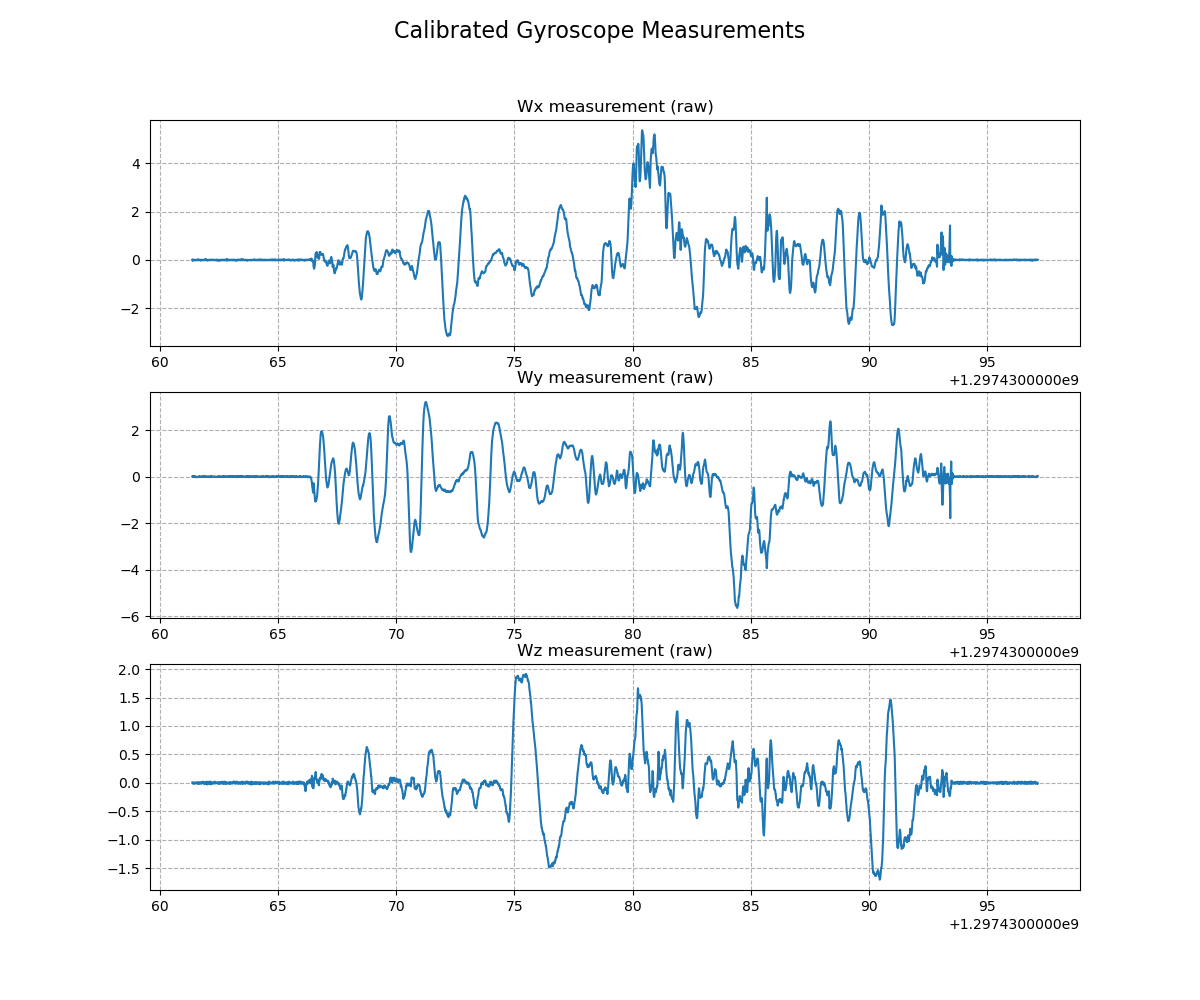 Calibrated Gyroscope Measurements
Wx measurement (raw)
4
2
0
−2
60 65 70 75 80 85 90 95
+1.2974300000e9
Wy measurement (raw)
2
0
−2
−4
−6
60 65 70 75 80 85 90 95
+1.2974300000e9
Wz measurement (raw)
2.0
1.5
1.0
0.5
0.0
−0.5
−1.0
−1.5
60 65 70 75 80 85 90 95
+1.2974300000e9